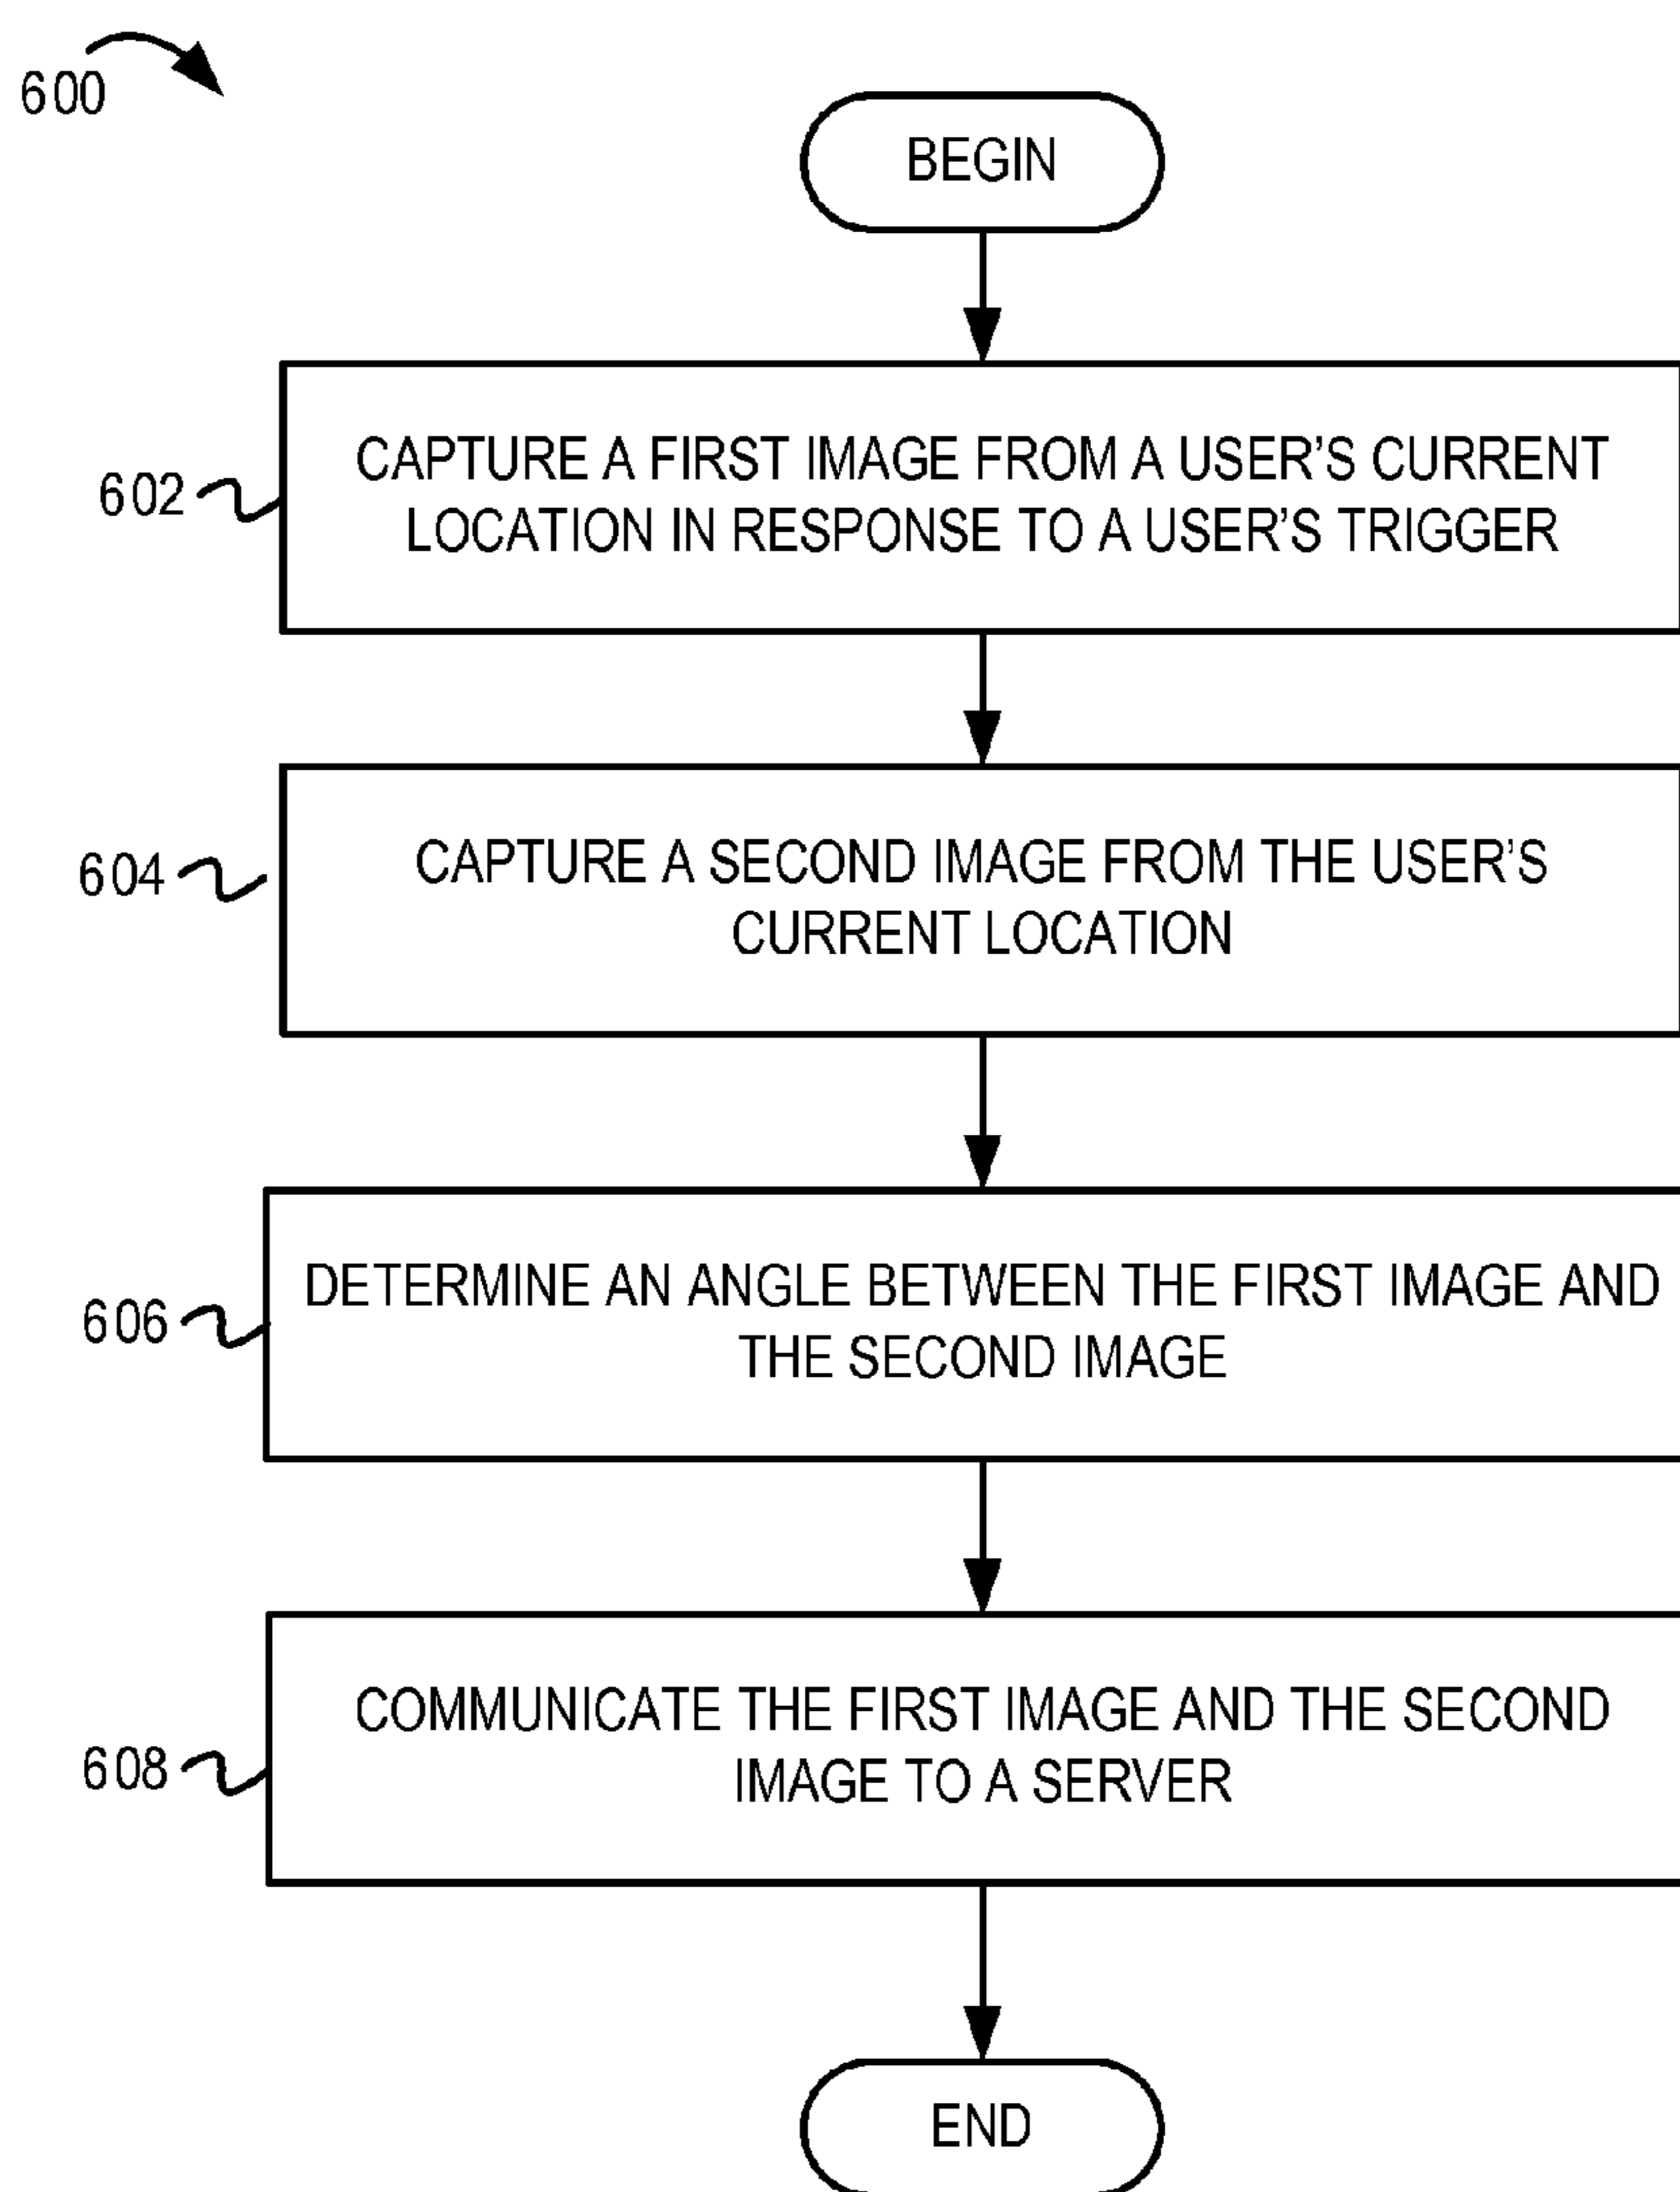 600
BEGIN
CAPTURE A FIRST IMAGE FROM A USER'S CURRENT
LOCATION IN RESPONSE TO A USER'S TRIGGER
602
CAPTURE A SECOND IMAGE FROM THE USER'S
CURRENT LOCATION
604
DETERMINE AN ANGLE BETWEEN THE FIRST IMAGE AND
THE SECOND IMAGE
606
COMMUNICATE THE FIRST IMAGE AND THE SECOND
IMAGE TO A SERVER
608
END